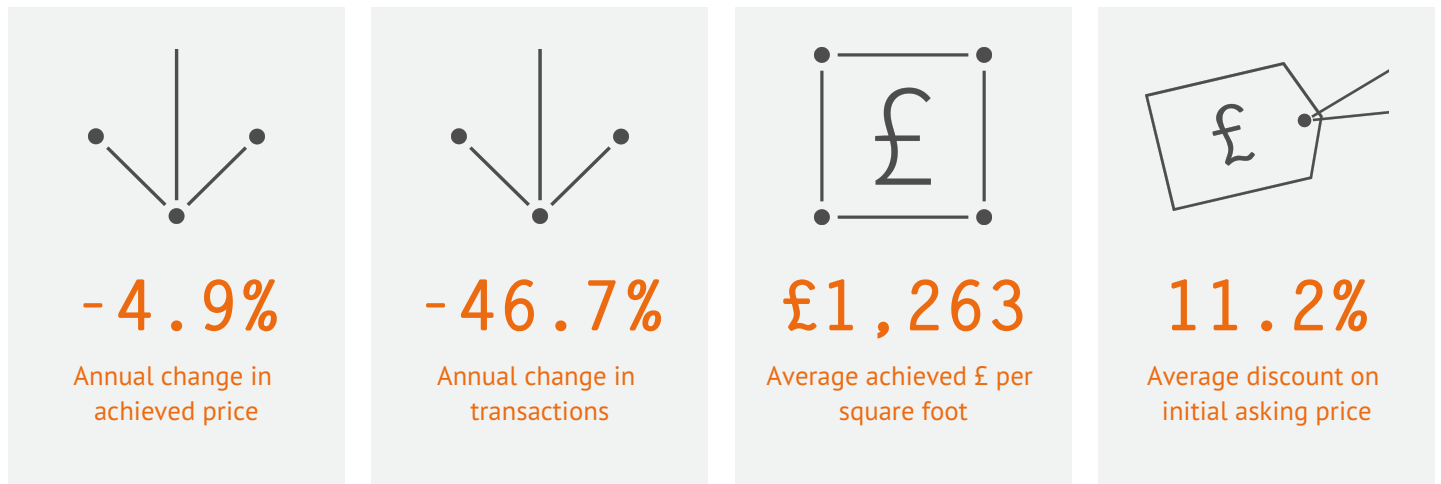 £
£
-4.9%
Annual change in
achieved price
-46.7%
Annual change in
transactions
£1,263
Average achieved £ per
square foot
11.2%
Average discount on
initial asking price